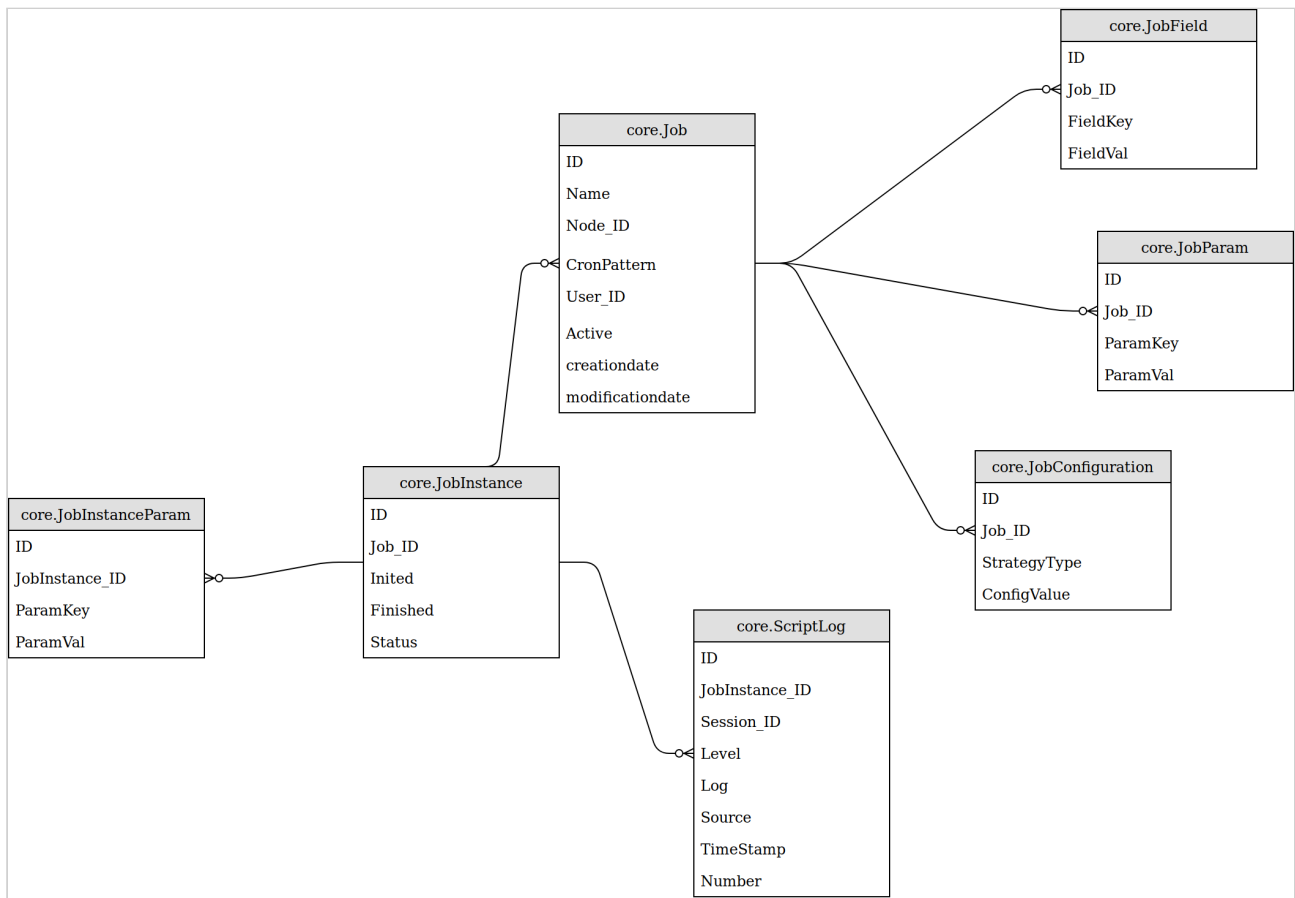 core.JobField
ID
Job_ID
FieldKey
FieldVal
core.Job
ID
Name
Node_ID
CronPattern
User_ID
Active
creationdate
modificationdate
core.JobParam
ID
Job_ID
ParamKey
ParamVal
core.JobConfiguration
ID
Job_ID
StrategyType
ConfigValue
core.JobInstance
ID
Job_ID
Inited
Finished
Status
core.JobInstanceParam
ID
JobInstance_ID
ParamKey
ParamVal
core.ScriptLog
ID
JobInstance_ID
Session_ID
Level
Log
Source
TimeStamp
Number